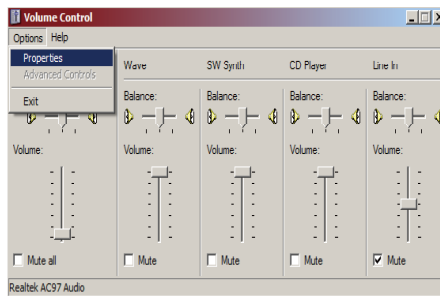 Volume Control
Options Help
Properties
Advanced Controls
Exit
Wave SW Synth CD Player Line In
Balance: Balance: Balance: Balance:
Volume: Volume: Volume: Volume: Volume:
Mute all Mute Mute Mute Mute
Realtek AC97 Audio